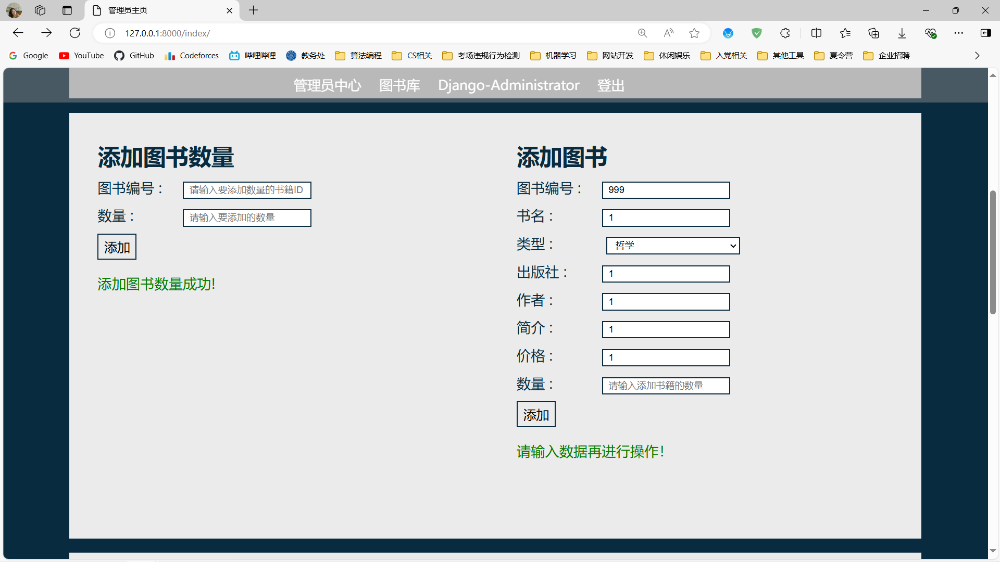 管理员主页
127.0.0.1:8000/index/
Google YouTube GitHub Codeforces 哔哩哔哩 教务处 算法编程 CS相关 考场违规行为检测 机器学习 网站开发 休闲娱乐 入党相关 其他工具 夏令营 企业招聘
管理员中心 图书库 Django-Administrator 登出
添加图书数量
图书编号： 请输入要添加数量的书籍ID
数量： 请输入要添加的数量
添加
添加图书数量成功!
添加图书
图书编号： 999
书名： 1
类型： 哲学
出版社： 1
作者： 1
简介： 1
价格： 1
数量： 请输入添加书籍的数量
添加
请输入数据再进行操作！